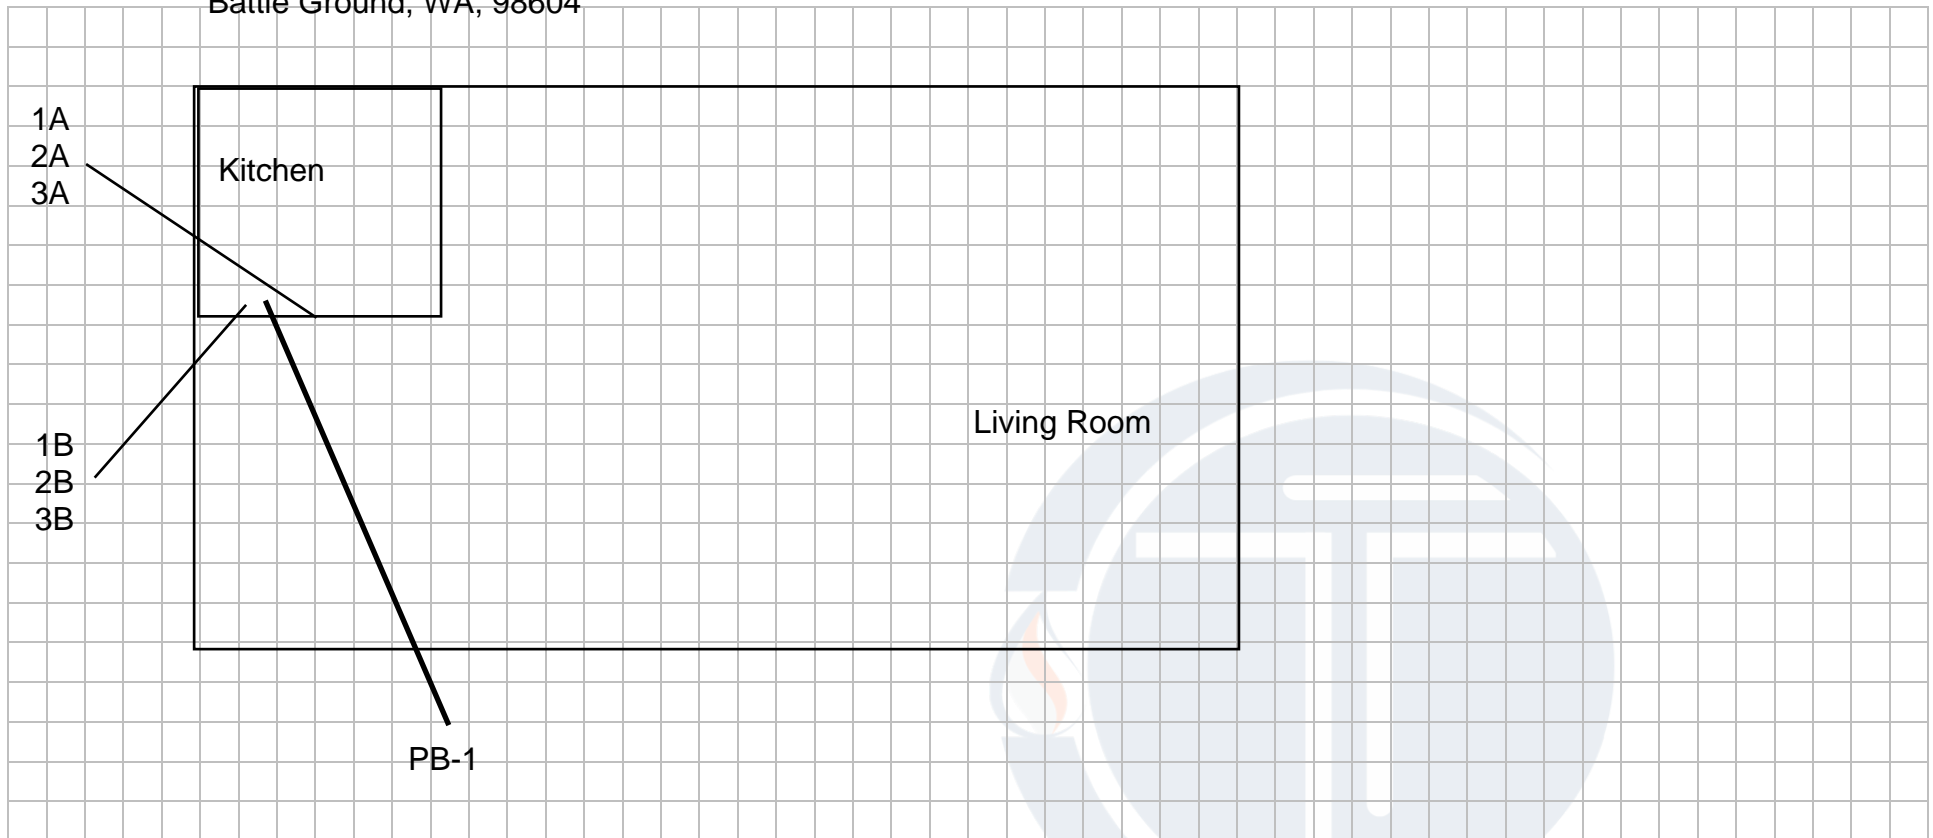 Battle Ground, WA, 98604
1A
2A
3A
Kitchen
Living Room
1B
2B
3B
PB-1